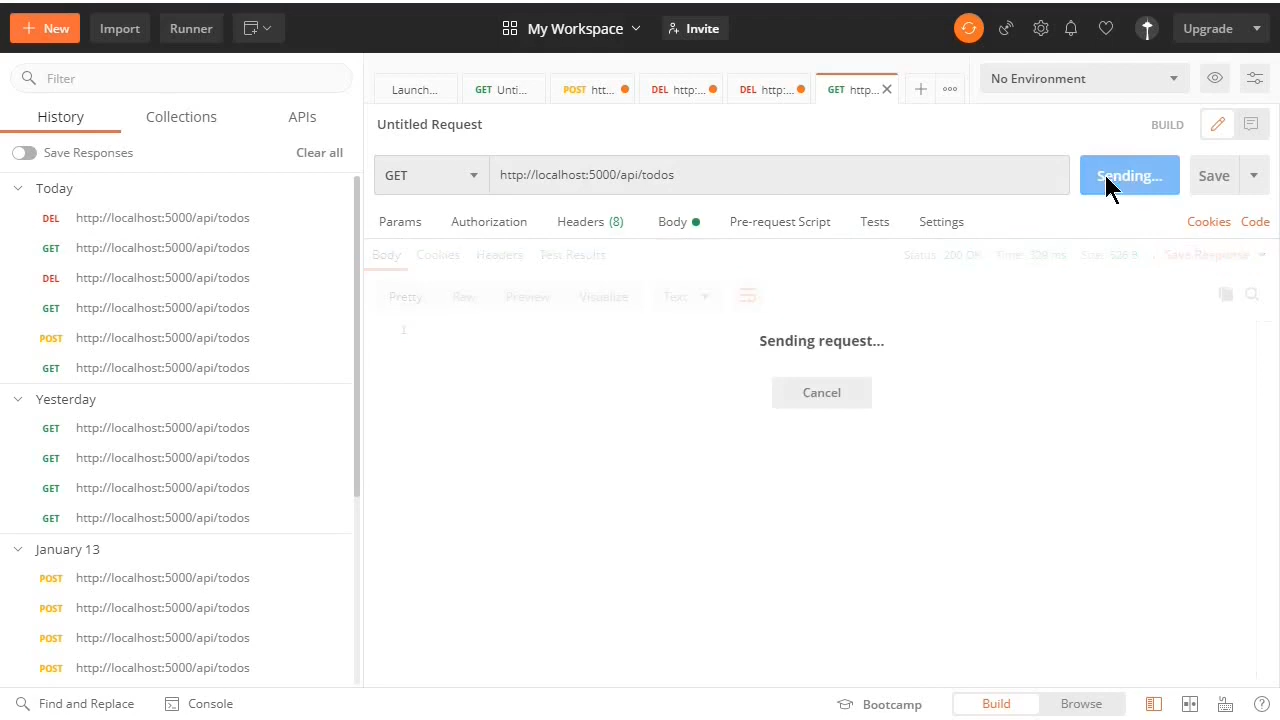 New
Import
Runner
My Workspace
Invite
Upgrade
Filter
History
Collections
APIs
Save Responses
Clear all
Today
DEL http://localhost:5000/api/todos
GET http://localhost:5000/api/todos
DEL http://localhost:5000/api/todos
GET http://localhost:5000/api/todos
POST http://localhost:5000/api/todos
GET http://localhost:5000/api/todos
Yesterday
GET http://localhost:5000/api/todos
GET http://localhost:5000/api/todos
GET http://localhost:5000/api/todos
GET http://localhost:5000/api/todos
January 13
POST http://localhost:5000/api/todos
POST http://localhost:5000/api/todos
POST http://localhost:5000/api/todos
POST http://localhost:5000/api/todos
Launch...
GET Unti...
POST htt...
DEL http:...
DEL http:...
GET http...
No Environment
Untitled Request
BUILD
GET
http://localhost:5000/api/todos
Sending...
Save
Params
Authorization
Headers (8)
Body
Pre-request Script
Tests
Settings
Cookies
Code
Body
Cookies
Headers
Test Results
Status: 200 OK
Time: 329 ms
Size: 526 B
Save Response
Pretty
Raw
Preview
Visualize
Text
1
Sending request...
Cancel
Find and Replace
Console
Bootcamp
Build
Browse